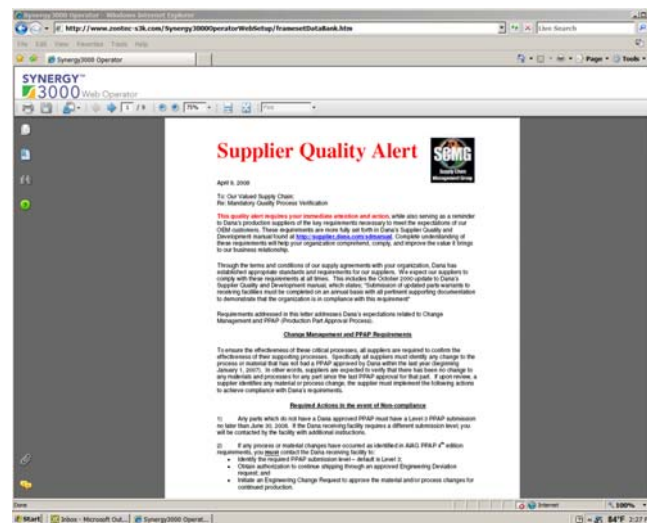 Synergy3000 Operator - Windows Internet Explorer
http://www.zontec-s3k.com/Synergy3000OperatorWebSetup/framesetDataBank.htm
Live Search
File Edit View Favorites Tools Help
Synergy3000 Operator
Page Tools
SYNERGY™
3000 Web Operator
1 / 9 75% Find
Supplier Quality Alert
SCMG
Supply Chain
Management Group
April 9, 2008
To: Our Valued Supply Chain:
Re: Mandatory Quality Process Verification
This quality alert requires your immediate attention and action, while also serving as a reminder
to Dana's production suppliers of the key requirements necessary to meet the expectations of our
OEM customers. These requirements are more fully set forth in Dana's Supplier Quality and
Development manual found at http://supplier.dana.com/sdmanual. Complete understanding of
these requirements will help your organization comprehend, comply, and improve the value it brings
to our business relationship.
Through the terms and conditions of our supply agreements with your organization, Dana has
established appropriate standards and requirements for our suppliers. We expect our suppliers to
comply with these requirements at all times. This includes the October 2000 update to Dana's
Supplier Quality and Development manual, which states: "Submission of updated parts warrants to
receiving facilities must be completed on an annual basis with all pertinent supporting documentation
to demonstrate that the organization is in compliance with this requirement"
Requirements addressed in this letter addresses Dana's expectations related to Change
Management and PPAP (Production Part Approval Process).
Change Management and PPAP Requirements
To ensure the effectiveness of these critical processes, all suppliers are required to confirm the
effectiveness of their supporting processes. Specifically all suppliers must identify any change to the
process or material that has not had a PPAP approved by Dana within the last year (beginning
January 1, 2007). In other words, suppliers are expected to verify that there has been no change to
any materials and processes for any part since the last PPAP approval for that part. If upon review, a
supplier identifies any material or process change, the supplier must implement the following actions
to achieve compliance with Dana's requirements.
Required Actions in the event of Non-compliance
1) Any parts which do not have a Dana approved PPAP must have a Level 3 PPAP submission
no later than June 30, 2008. If the Dana receiving facility requires a different submission level, you
will be contacted by the facility with additional instructions.
2) If any process or material changes have occurred as identified in AIAG PPAP 4th edition
requirements, you must contact the Dana receiving facility to:
• Identify the required PPAP submission level – default is Level 3;
• Obtain authorization to continue shipping through an approved Engineering Deviation
request; and
• Initiate an Engineering Change Request to approve the material and/or process changes for
continued production.
Done Internet 100%
Start Inbox - Microsoft Out... Synergy3000 Operat... 84°F 2:37 P